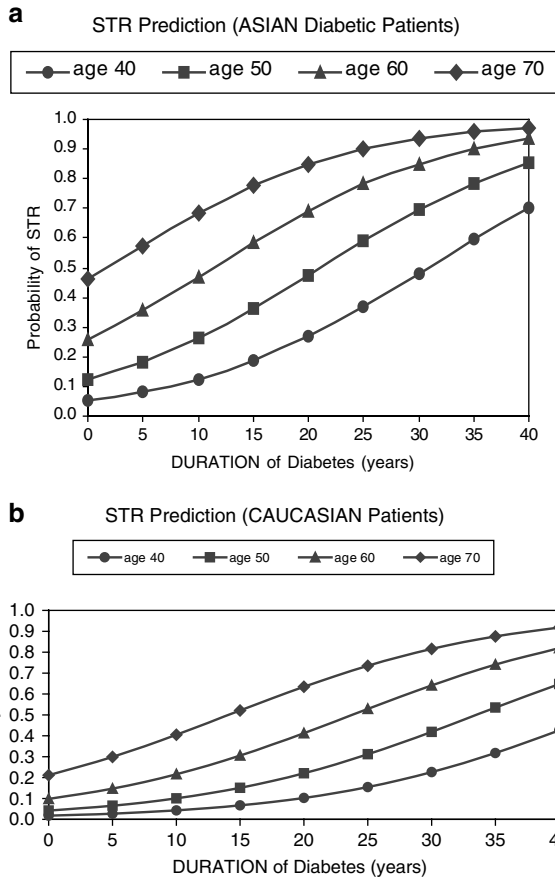 a
STR Prediction (ASIAN Diabetic Patients)
age 40 age 50 age 60 age 70
1.0
0.9
0.8
0.7
0.6
0.5
0.4
0.3
0.2
0.1
0.0
Probability of STR
0 5 10 15 20 25 30 35 40
DURATION of Diabetes (years)
b
STR Prediction (CAUCASIAN Patients)
age 40 age 50 age 60 age 70
1.0
0.9
0.8
0.7
0.6
0.5
0.4
0.3
0.2
0.1
0.0
0 5 10 15 20 25 30 35 4
DURATION of Diabetes (years)